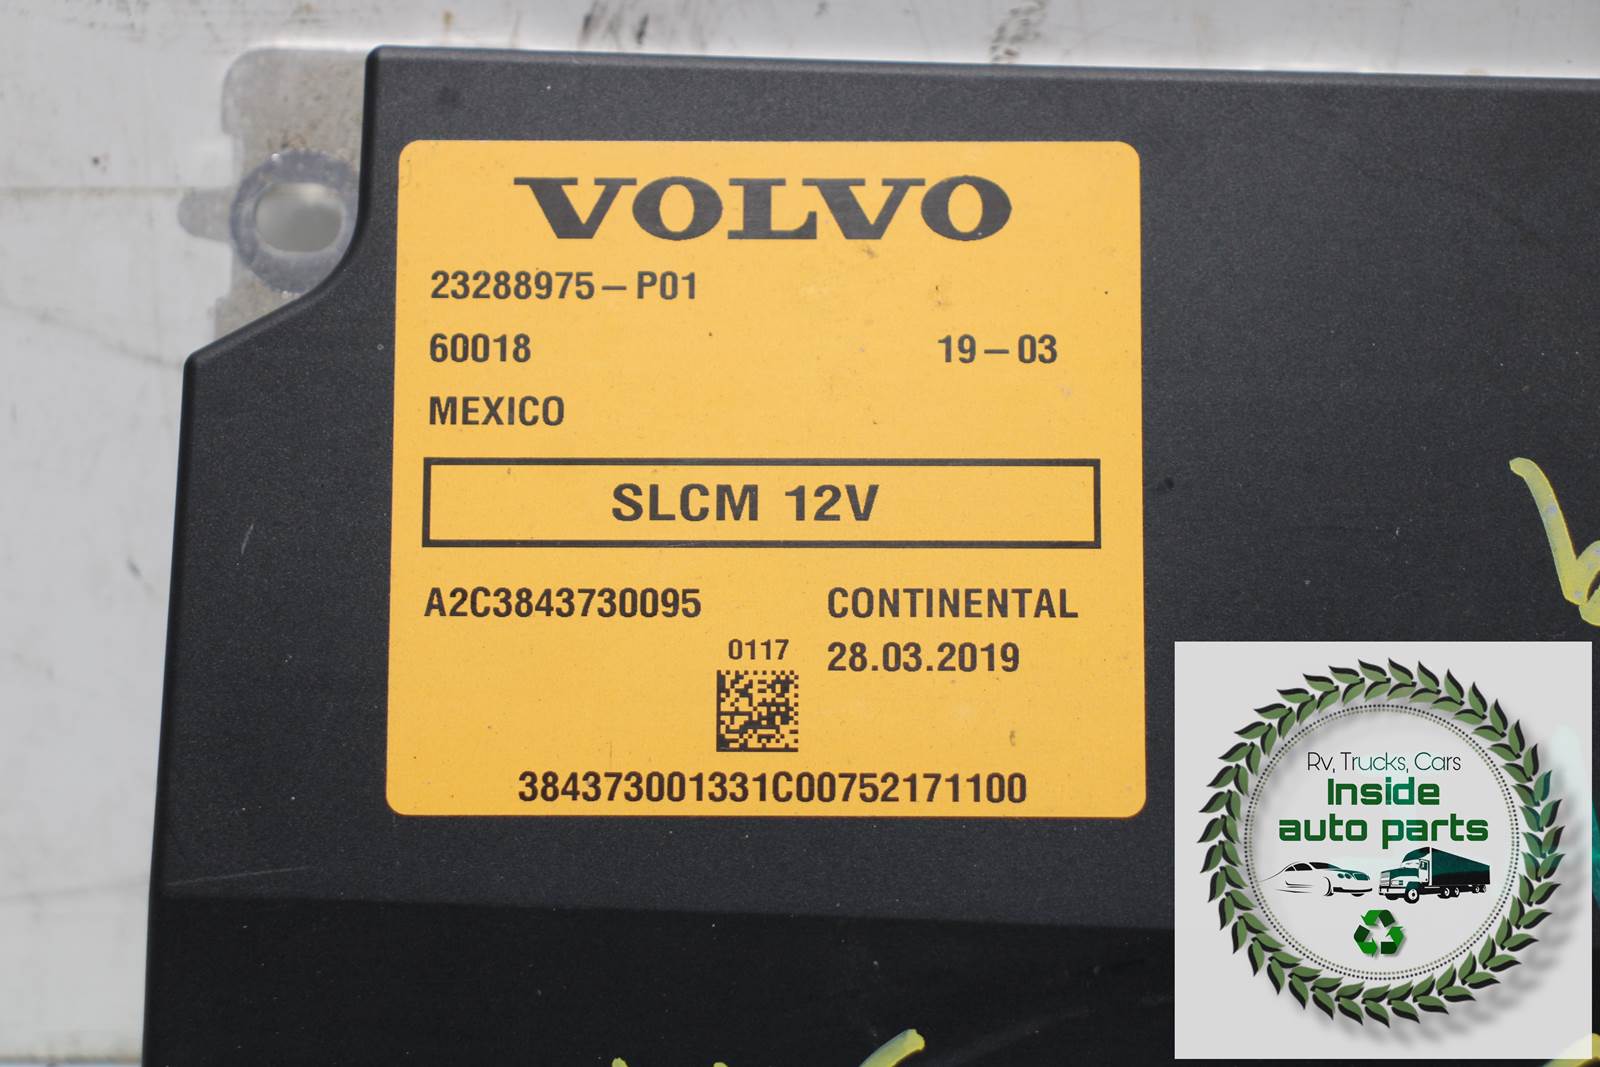 VOLVO
23288975-P01
60018 19-03
MEXICO
SLCM 12V
A2C3843730095 CONTINENTAL
0117 28.03.2019
384373001331C00752171100
Rv, Trucks, Cars
Inside
auto parts